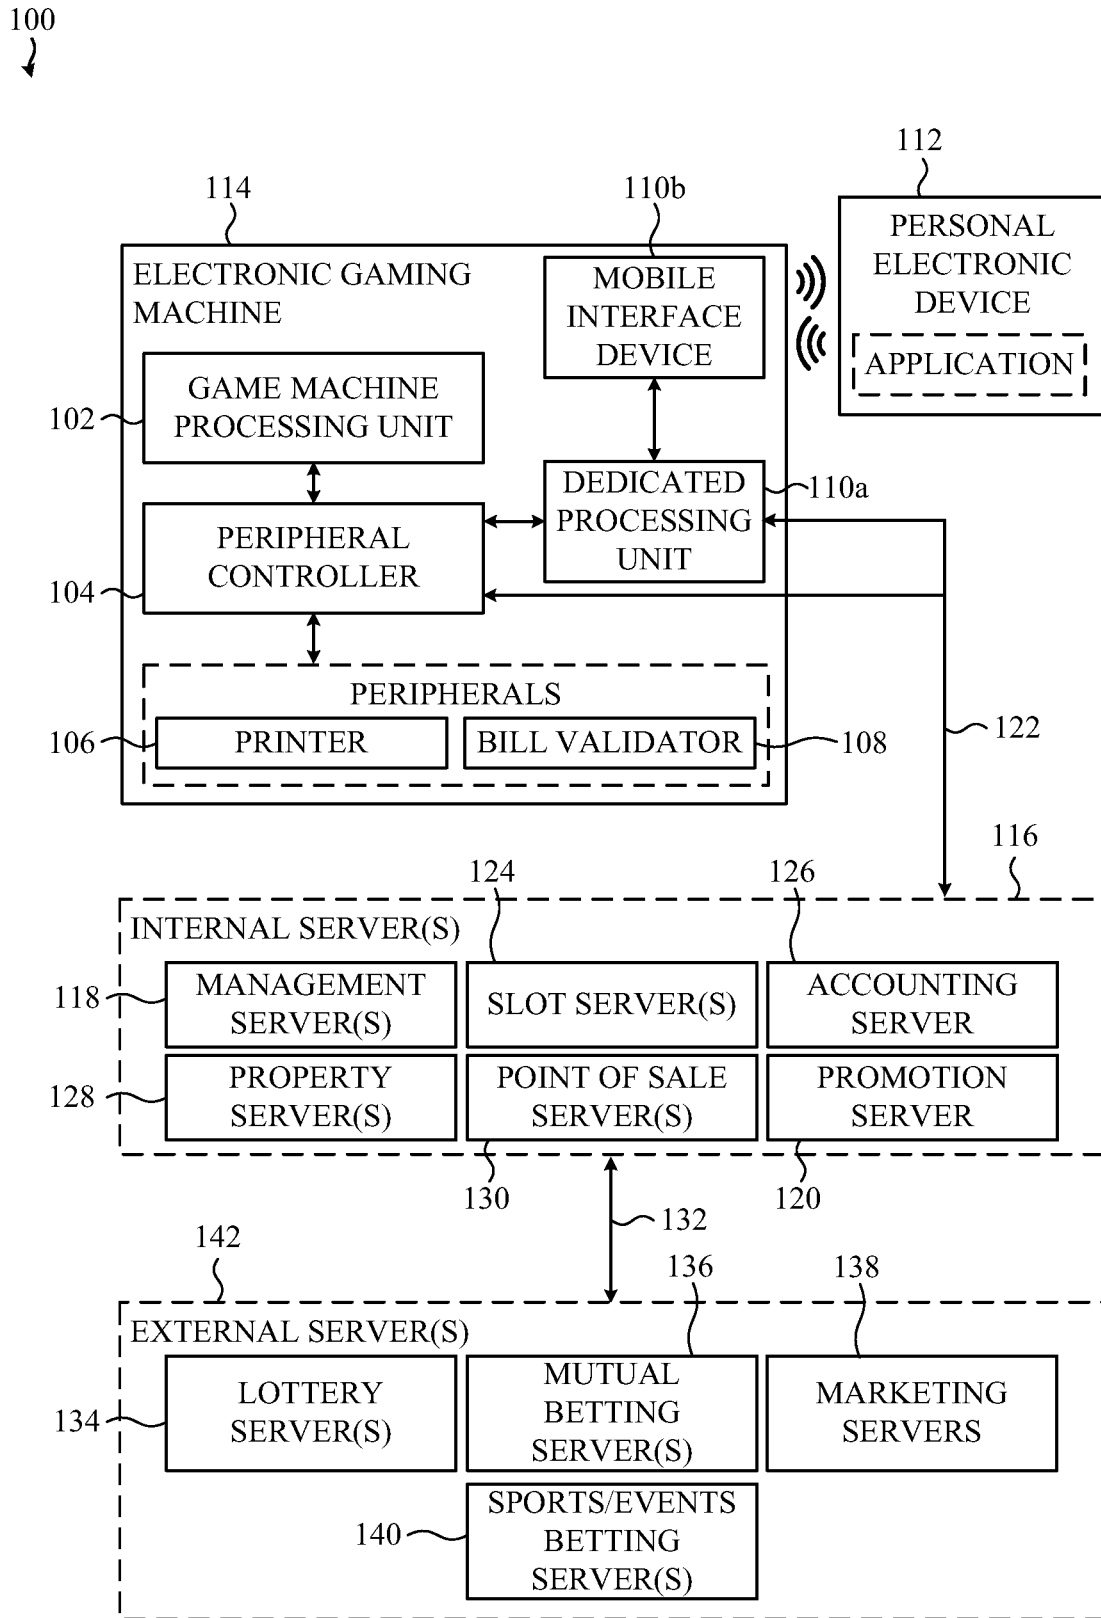 100
112
114
110b
PERSONAL
ELECTRONIC
DEVICE
APPLICATION
ELECTRONIC GAMING
MACHINE
MOBILE
INTERFACE
DEVICE
GAME MACHINE
PROCESSING UNIT
102
DEDICATED
PROCESSING
UNIT
110a
PERIPHERAL
CONTROLLER
104
PERIPHERALS
106
PRINTER
BILL VALIDATOR
108
122
116
124
126
INTERNAL SERVER(S)
118
MANAGEMENT
SERVER(S)
SLOT SERVER(S)
ACCOUNTING
SERVER
128
PROPERTY
SERVER(S)
POINT OF SALE
SERVER(S)
PROMOTION
SERVER
130
120
132
142
136
138
EXTERNAL SERVER(S)
134
LOTTERY
SERVER(S)
MUTUAL
BETTING
SERVER(S)
MARKETING
SERVERS
140
SPORTS/EVENTS
BETTING
SERVER(S)